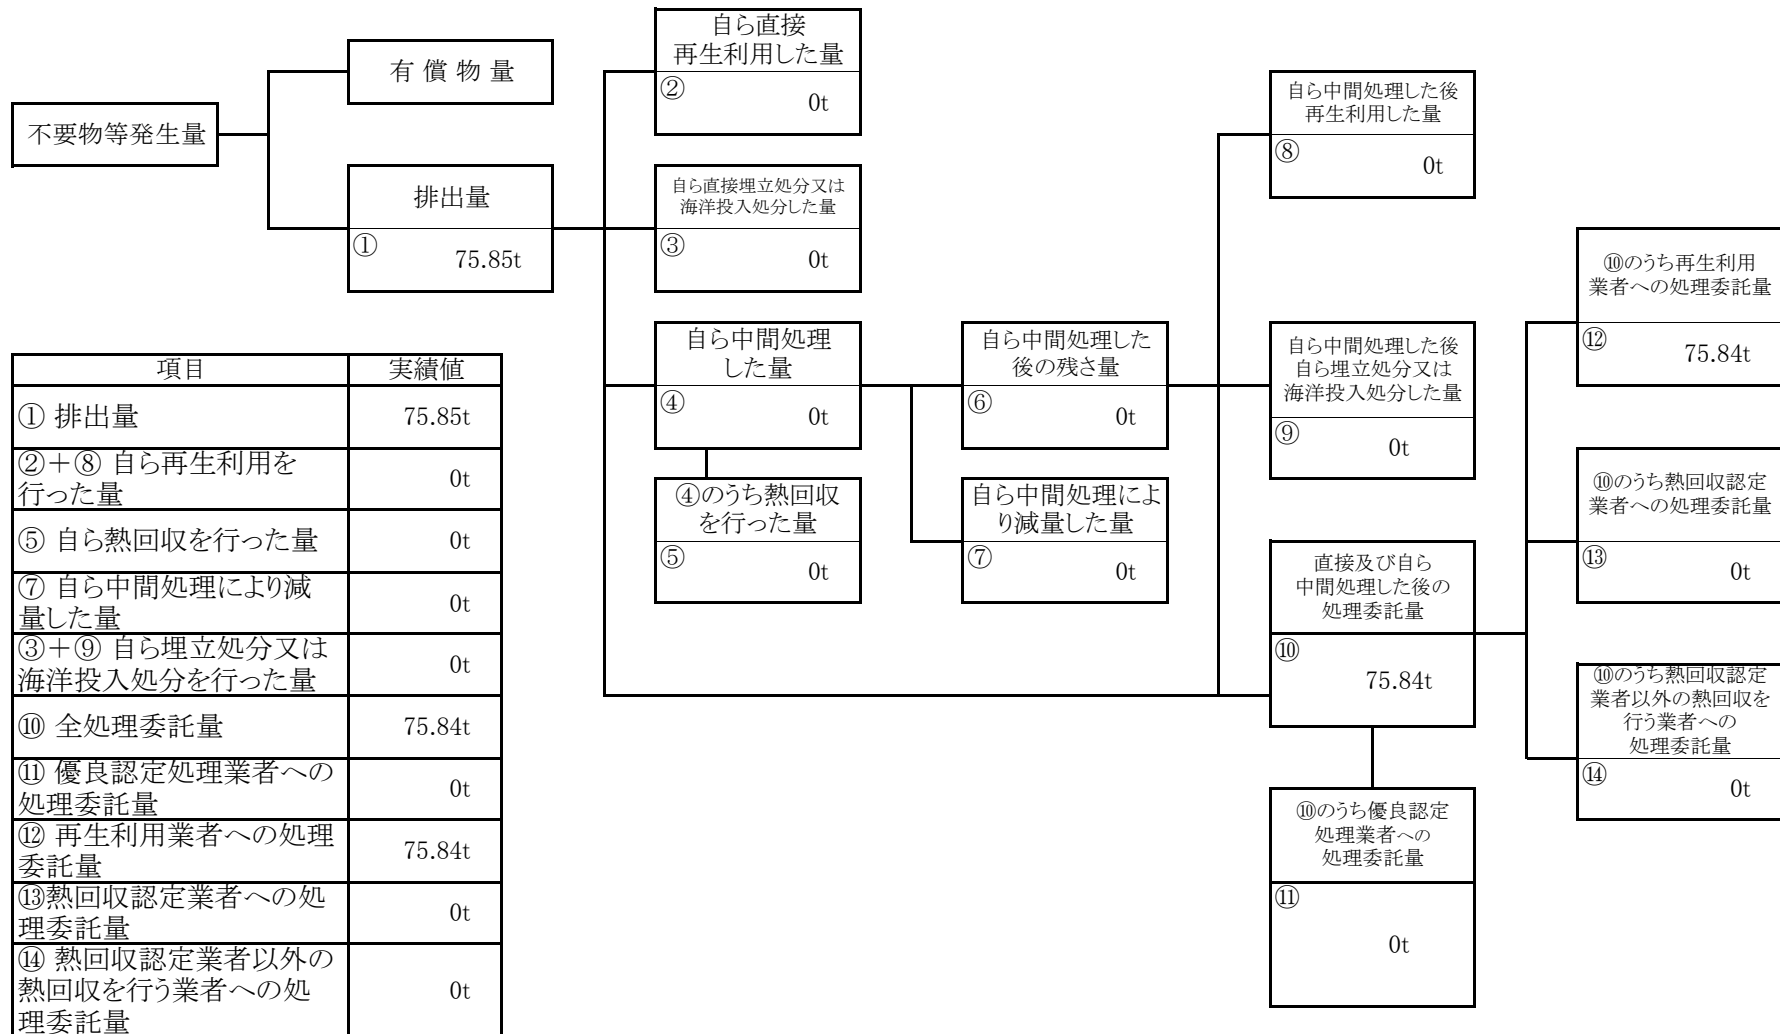 不要物等発生量
有 償 物 量
排出量
①
75.85t
自ら直接
再生利用した量
②
0t
自ら直接埋立処分又は
海洋投入処分した量
③
0t
自ら中間処理
した量
④
0t
④のうち熱回収
を行った量
⑤
0t
自ら中間処理した
後の残さ量
⑥
0t
自ら中間処理によ
り減量した量
⑦
0t
自ら中間処理した後
再生利用した量
⑧
0t
自ら中間処理した後
自ら埋立処分又は
海洋投入処分した量
⑨
0t
直接及び自ら
中間処理した後の
処理委託量
⑩
75.84t
⑩のうち優良認定
処理業者への
処理委託量
⑪
0t
⑩のうち再生利用
業者への処理委託量
⑫
75.84t
⑩のうち熱回収認定
業者への処理委託量
⑬
0t
⑩のうち熱回収認定
業者以外の熱回収を
行う業者への
処理委託量
⑭
0t
項目 実績値
① 排出量 75.85t
②＋⑧ 自ら再生利用を
行った量 0t
⑤ 自ら熱回収を行った量 0t
⑦ 自ら中間処理により減
量した量 0t
③＋⑨ 自ら埋立処分又は
海洋投入処分を行った量 0t
⑩ 全処理委託量 75.84t
⑪ 優良認定処理業者への
処理委託量 0t
⑫ 再生利用業者への処理
委託量 75.84t
⑬熱回収認定業者への処
理委託量 0t
⑭ 熱回収認定業者以外の
熱回収を行う業者への処
理委託量 0t